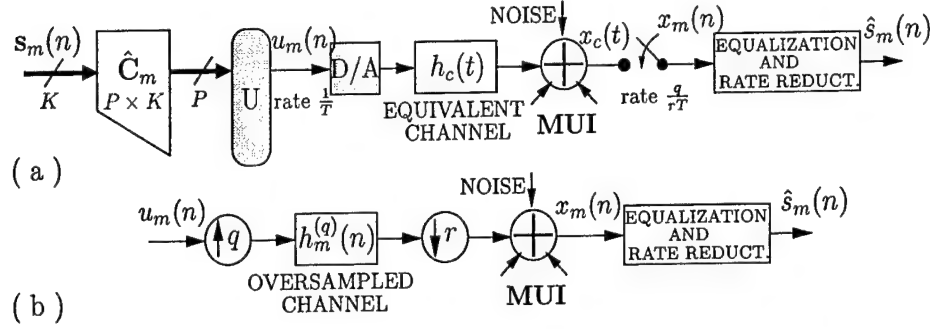 NOISE
s_m(n) u_m(n) x_c(t) x_m(n) ŝ_m(n)
Ĉ_m D/A h_c(t) EQUALIZATION
AND
RATE REDUCT.
K P × K P U rate 1/T rate q/rT
EQUIVALENT
CHANNEL
MUI
( a )
NOISE
u_m(n) x_m(n) ŝ_m(n)
↑q h_m^(q)(n) ↓r EQUALIZATION
AND
RATE REDUCT.
OVERSAMPLED
CHANNEL
MUI
( b )